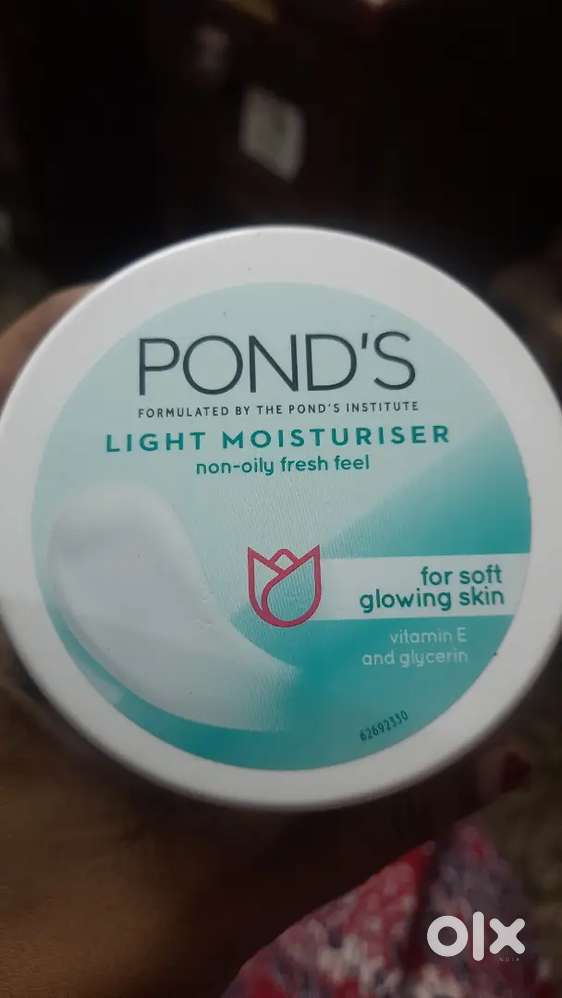 POND'S
FORMULATED BY THE POND'S INSTITUTE
LIGHT MOISTURISER
non-oily fresh feel
for soft
glowing skin
vitamin E
and glycerin
62692330
olx
INDIA